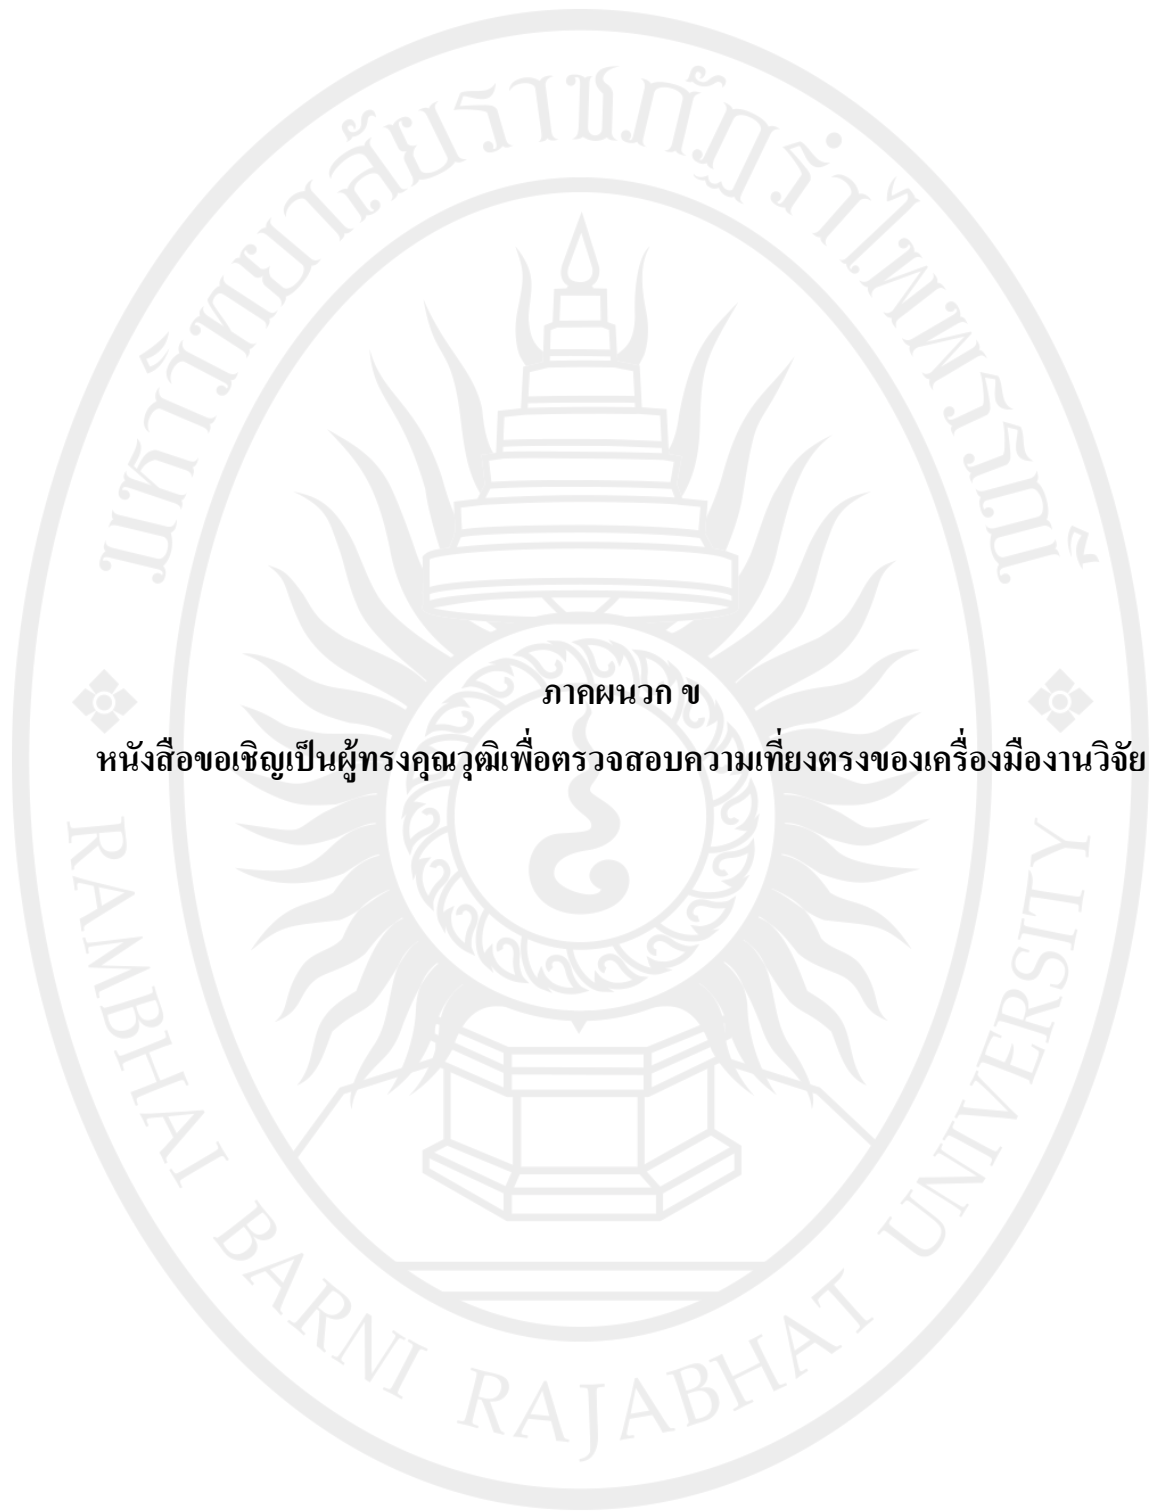 มหาวิทยาลัยราชภัฏรำไพพรรณี
ภาคผนวก ข
หนังสือขอเชิญเป็นผู้ทรงคุณวุฒิเพื่อตรวจสอบความเที่ยงตรงของเครื่องมืองานวิจัย
RAMBHAI BARNI RAJABHAT UNIVERSITY